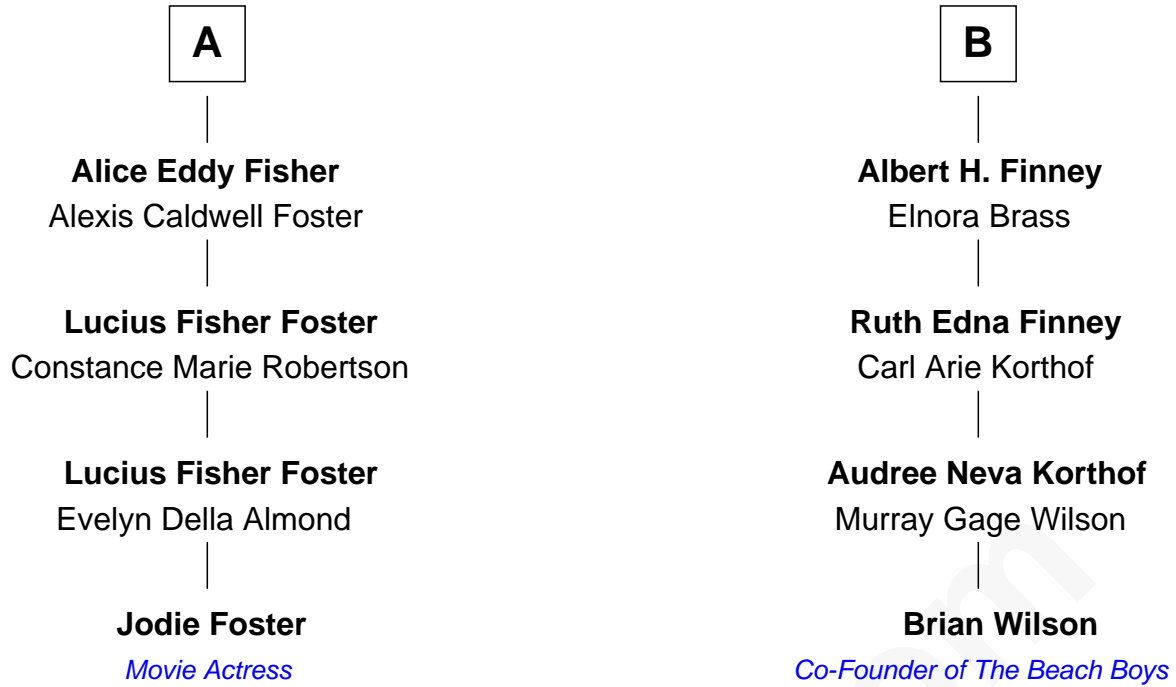 A
Alice Eddy Fisher
Alexis Caldwell Foster
Lucius Fisher Foster
Constance Marie Robertson
Lucius Fisher Foster
Evelyn Della Almond
Jodie Foster
Movie Actress
B
Albert H. Finney
Elnora Brass
Ruth Edna Finney
Carl Arie Korthof
Audree Neva Korthof
Murray Gage Wilson
Brian Wilson
Co-Founder of The Beach Boys